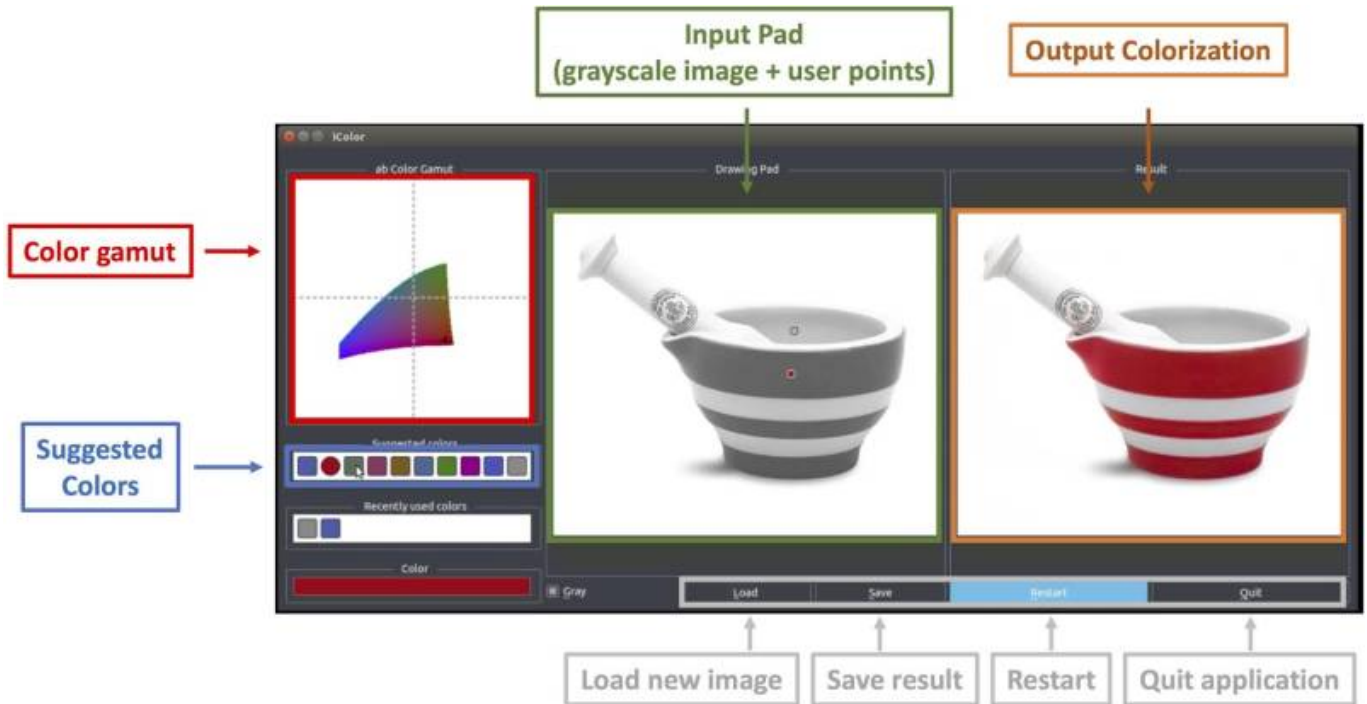 Input Pad
(grayscale image + user points)
Output Colorization
iColor
ab Color Gamut
Drawing Pad
Result
Color gamut
Suggested
Colors
Suggested colors
Recently used colors
Color
Gray
Load
Save
Restart
Quit
Load new image
Save result
Restart
Quit application